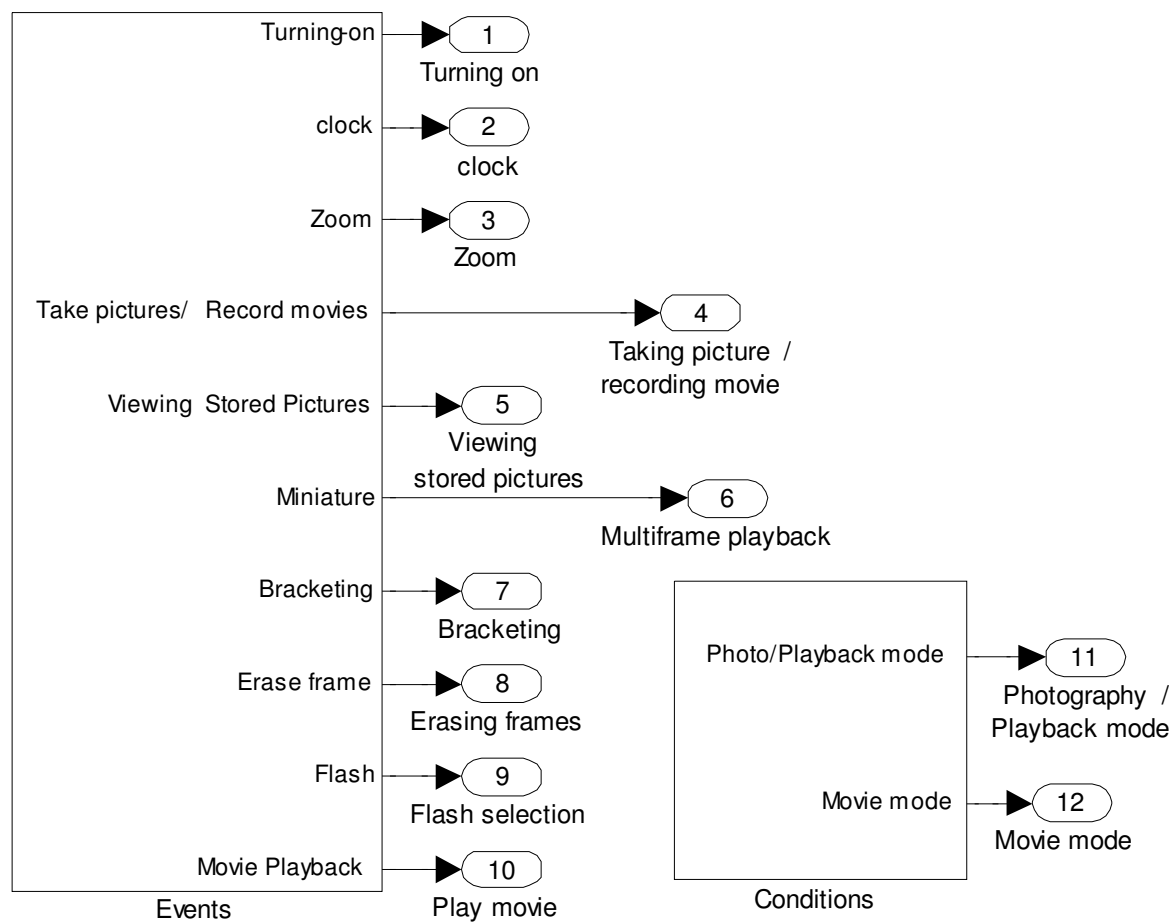 Turning-on
1
Turning on
clock
2
clock
Zoom
3
Zoom
Take pictures/ Record movies
4
Taking picture /
recording movie
Viewing Stored Pictures
5
Viewing
stored pictures
Miniature
6
Multiframe playback
Bracketing
7
Bracketing
Erase frame
8
Erasing frames
Flash
9
Flash selection
Movie Playback
10
Play movie
Events
Photo/Playback mode
11
Photography /
Playback mode
Movie mode
12
Movie mode
Conditions